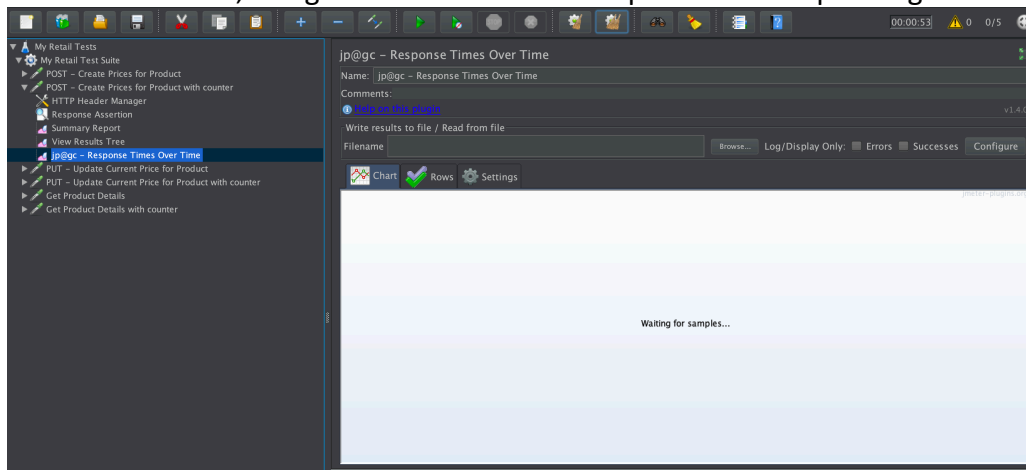 00:00:53 0 0/5
My Retail Tests
My Retail Test Suite
POST – Create Prices for Product
POST – Create Prices for Product with counter
HTTP Header Manager
Response Assertion
Summary Report
View Results Tree
jp@gc – Response Times Over Time
PUT – Update Current Price for Product
PUT – Update Current Price for Product with counter
Get Product Details
Get Product Details with counter
jp@gc – Response Times Over Time
Name: jp@gc – Response Times Over Time
Comments:
Help on this plugin v1.4.0
Write results to file / Read from file
Filename Browse... Log/Display Only: Errors Successes Configure
Chart Rows Settings
Waiting for samples...